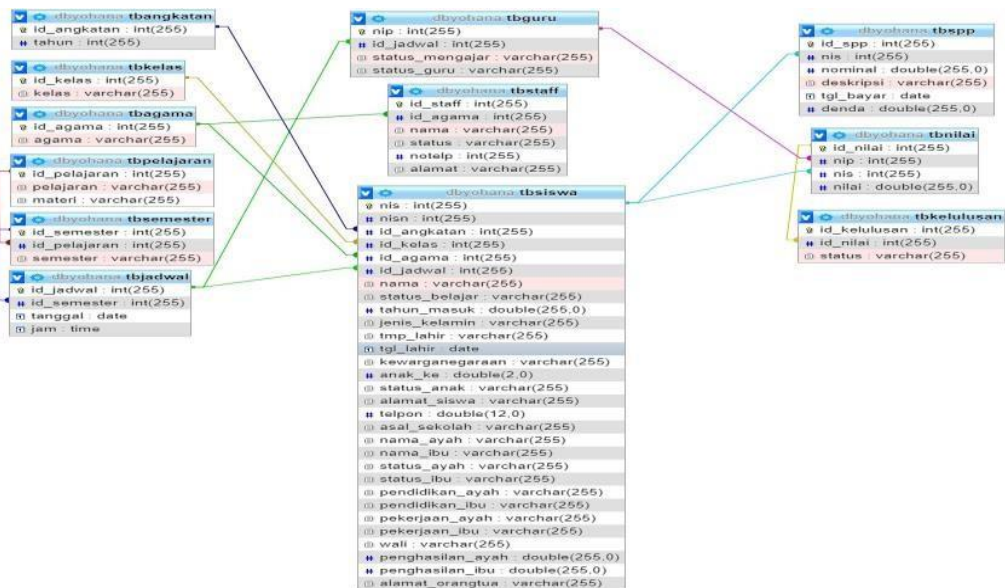 dbyohana tbangkatan
id_angkatan : int(255)
tahun : int(255)
dbyohana tbkelas
id_kelas : int(255)
kelas : varchar(255)
dbyohana tbagama
id_agama : int(255)
agama : varchar(255)
dbyohana tbpelajaran
id_pelajaran : int(255)
pelajaran : varchar(255)
materi : varchar(255)
dbyohana tbsemester
id_semester : int(255)
id_pelajaran : int(255)
semester : varchar(255)
dbyohana tbjadwal
id_jadwal : int(255)
id_semester : int(255)
tanggal : date
jam : time
dbyohana tbguru
nip : int(255)
id_jadwal : int(255)
status_mengajar : varchar(255)
status_guru : varchar(255)
dbyohana tbstaff
id_staff : int(255)
id_agama : int(255)
nama : varchar(255)
status : varchar(255)
notelp : int(255)
alamat : varchar(255)
dbyohana tbsiswa
nis : int(255)
nisn : int(255)
id_angkatan : int(255)
id_kelas : int(255)
id_agama : int(255)
id_jadwal : int(255)
nama : varchar(255)
status_belajar : varchar(255)
tahun_masuk : double(255,0)
jenis_kelamin : varchar(255)
tmp_lahir : varchar(255)
tgl_lahir : date
kewarganegaraan : varchar(255)
anak_ke : double(2,0)
status_anak : varchar(255)
alamat_siswa : varchar(255)
telpon : double(12,0)
asal_sekolah : varchar(255)
nama_ayah : varchar(255)
nama_ibu : varchar(255)
status_ayah : varchar(255)
status_ibu : varchar(255)
pendidikan_ayah : varchar(255)
pendidikan_ibu : varchar(255)
pekerjaan_ayah : varchar(255)
pekerjaan_ibu : varchar(255)
wali : varchar(255)
penghasilan_ayah : double(255,0)
penghasilan_ibu : double(255,0)
alamat_orangtua : varchar(255)
dbyohana tbspp
id_spp : int(255)
nis : int(255)
nominal : double(255,0)
deskripsi : varchar(255)
tgl_bayar : date
denda : double(255,0)
dbyohana tbnilai
id_nilai : int(255)
nip : int(255)
nis : int(255)
nilai : double(255,0)
dbyohana tbkelulusan
id_kelulusan : int(255)
id_nilai : int(255)
status : varchar(255)